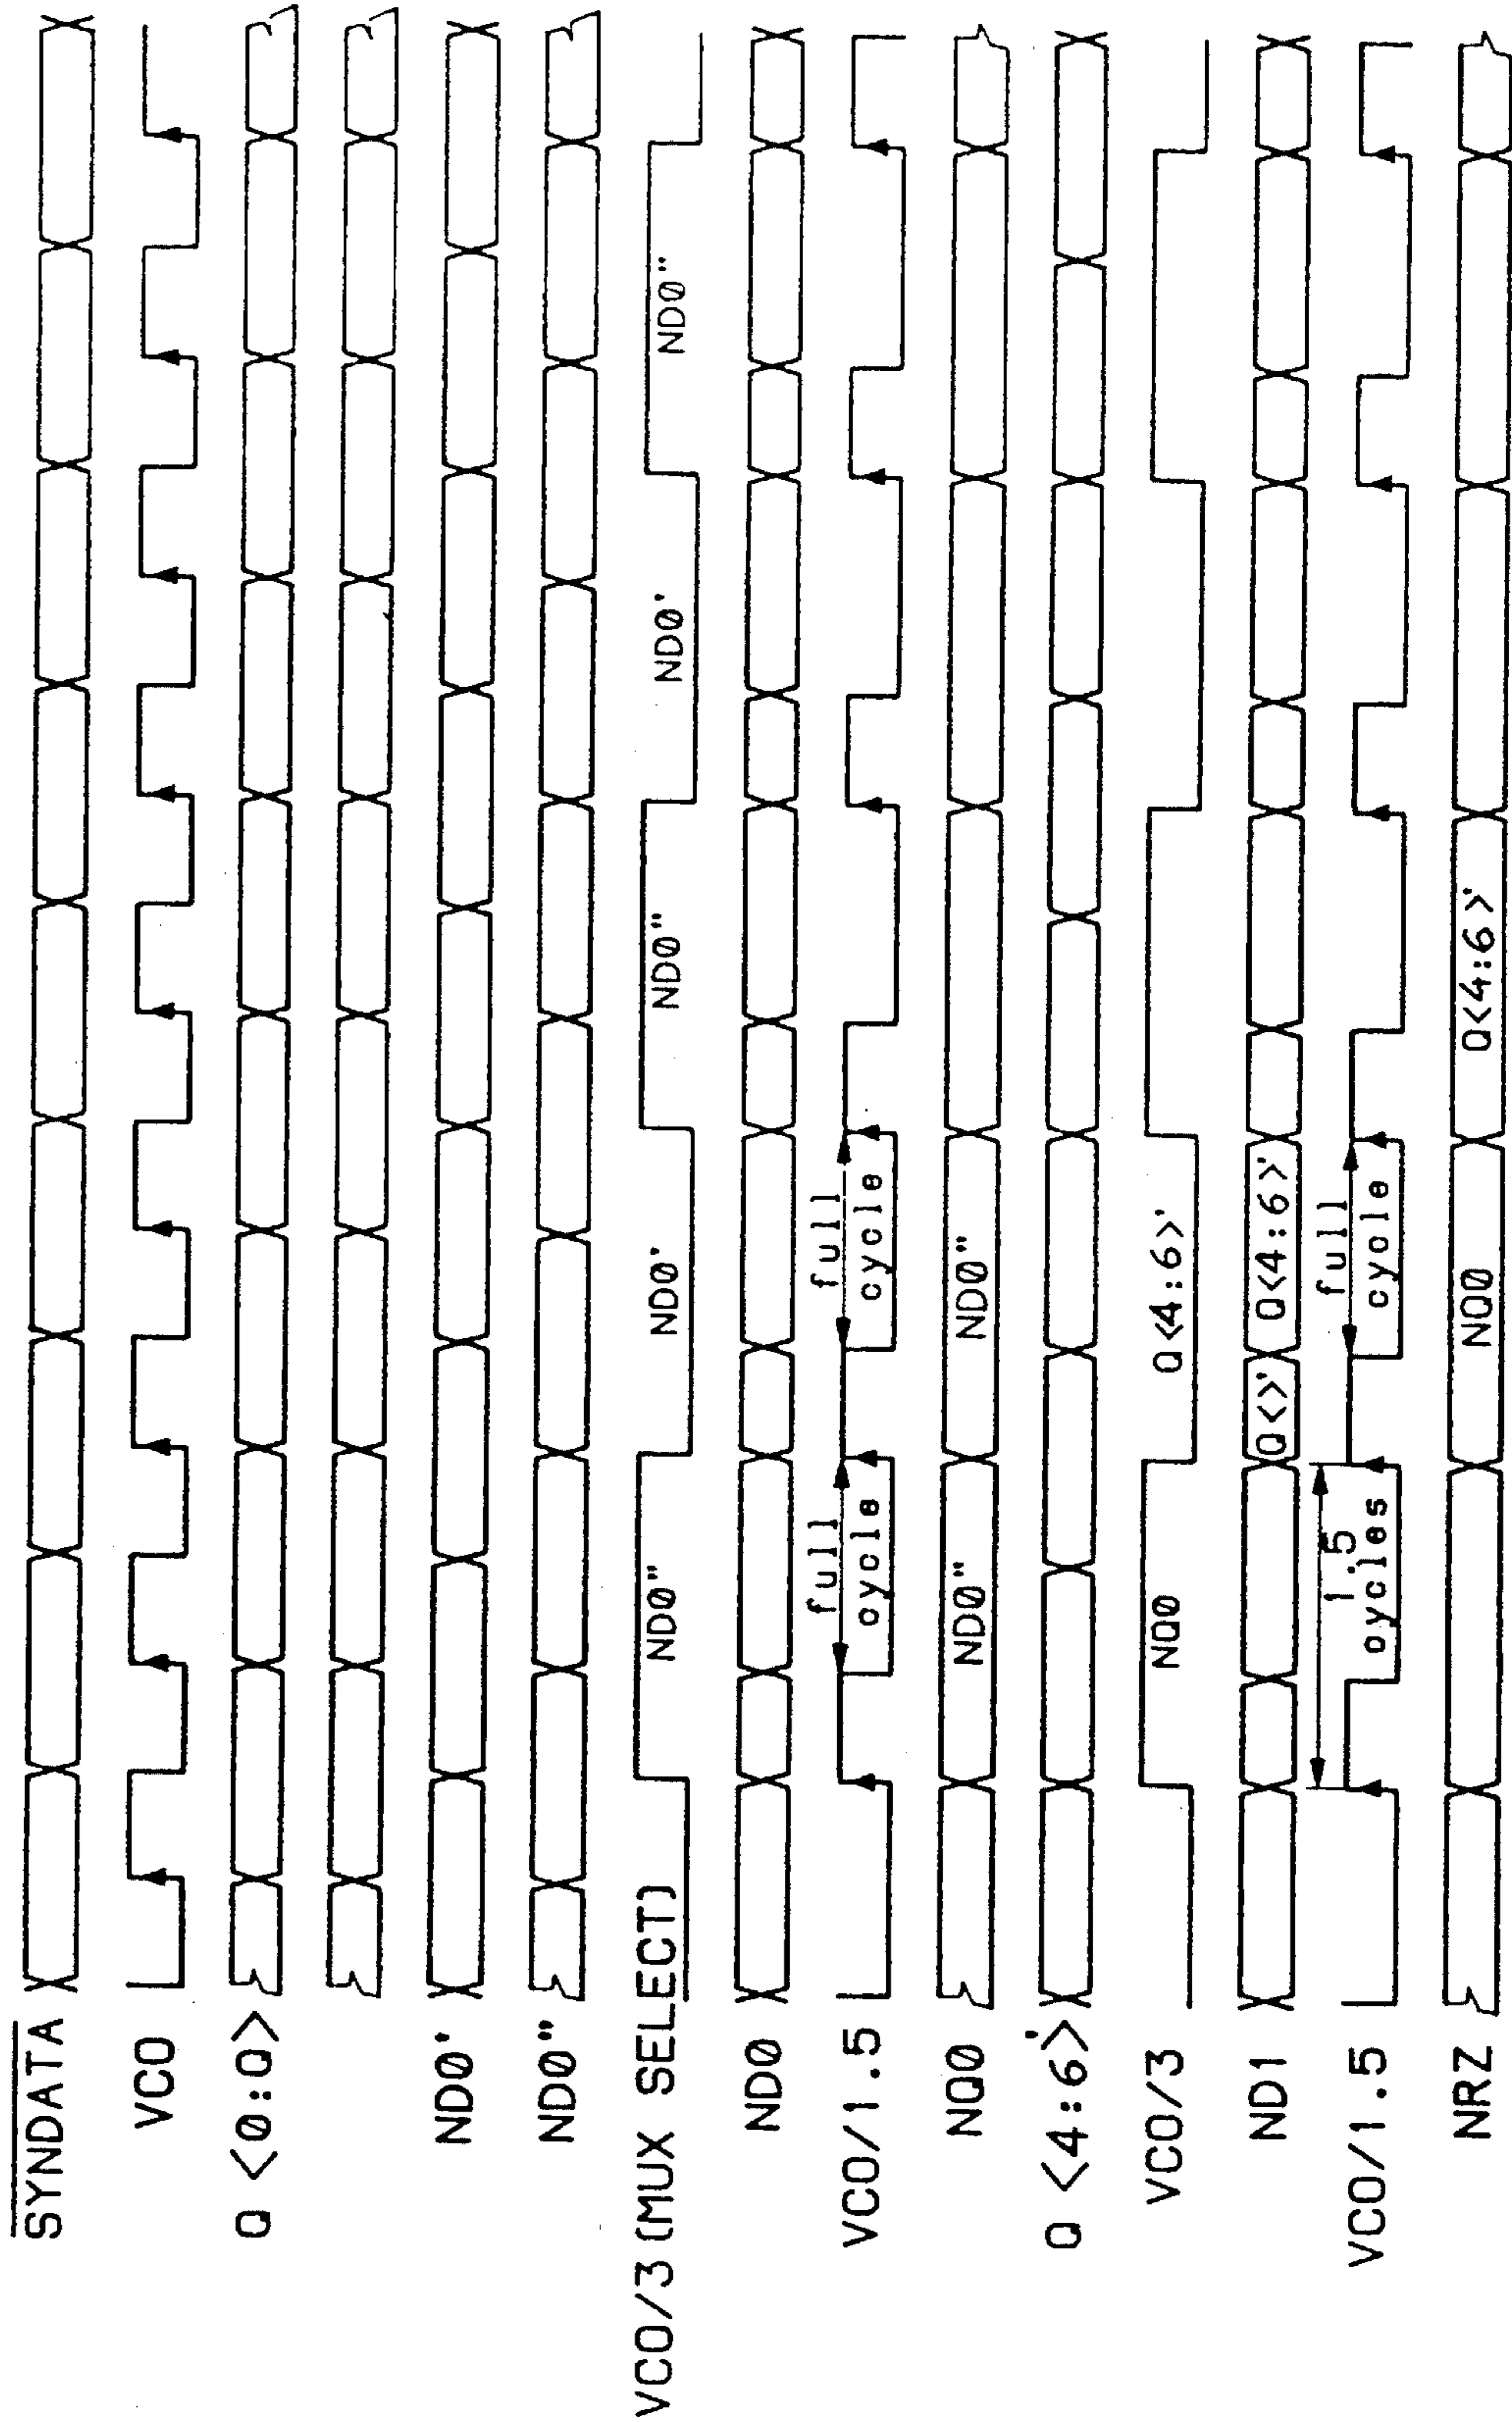 SYNDATA
VCO
Q <0:Q>
ND0'
ND0"
VCO/3 (MUX SELECT)
ND0" ND0' ND0" ND0' ND0"
ND0
VCO/1.5
full cycle full cycle
NQ0
ND0" ND0"
Q <4:6>'
VCO/3
NQ0 Q<4:6>'
ND1
Q<>' Q<4:6>'
VCO/1.5
1.5 cycles full cycle
NRZ
NQ0 Q<4:6>'